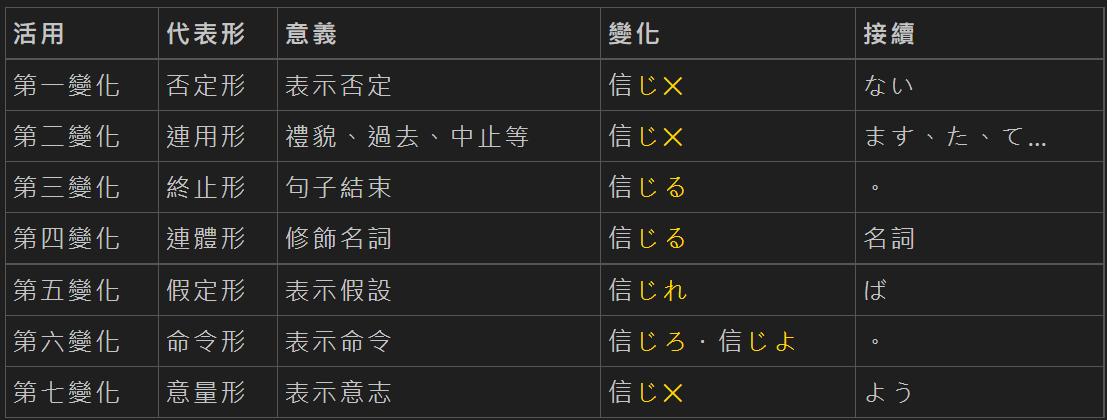 活用 代表形 意義 變化 接續
第一變化 否定形 表示否定 信じ✕ ない
第二變化 連用形 禮貌、過去、中止等 信じ✕ ます、た、て…
第三變化 終止形 句子結束 信じる 。
第四變化 連體形 修飾名詞 信じる 名詞
第五變化 假定形 表示假設 信じれ ば
第六變化 命令形 表示命令 信じろ · 信じよ 。
第七變化 意量形 表示意志 信じ✕ よう